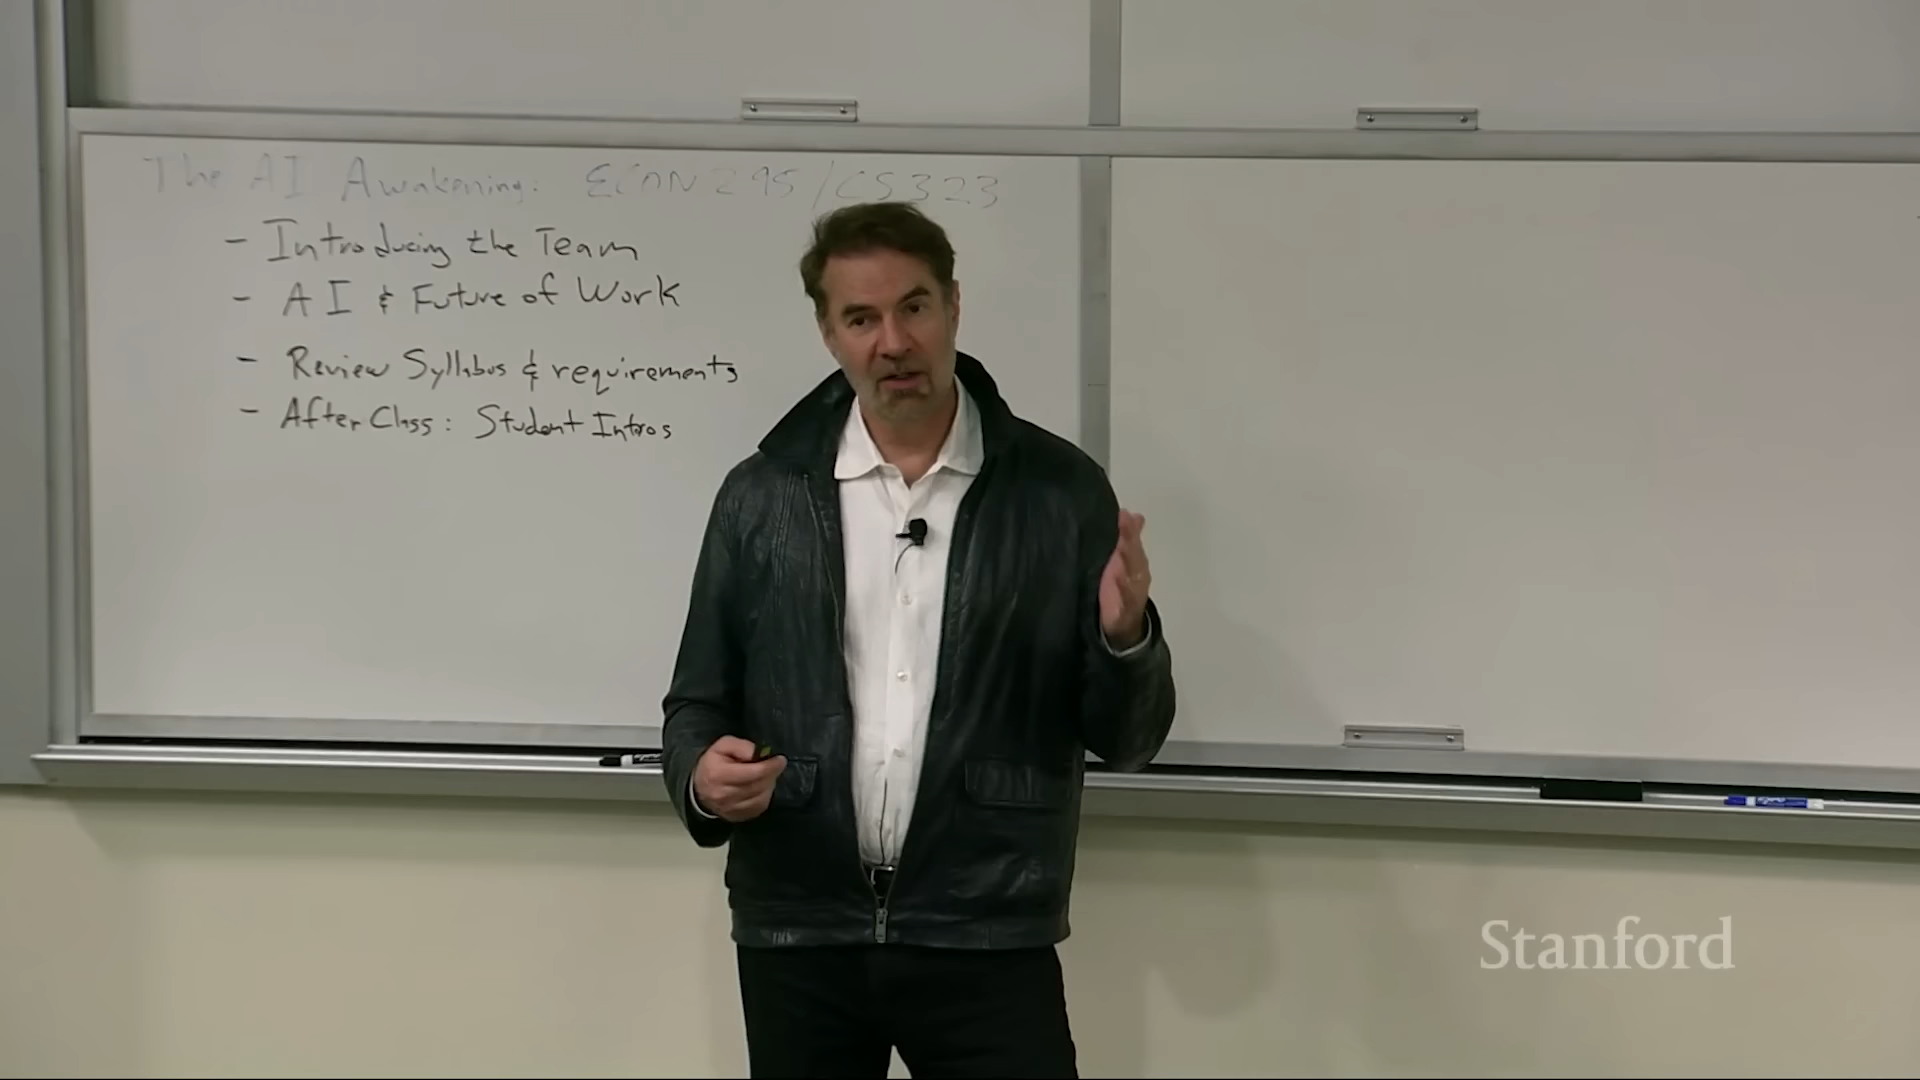 The AI Awakening: ECON 295/CS323
- Introducing the Team
- AI & Future of Work
- Review Syllabus & requirements
- After Class: Student Intros
Stanford